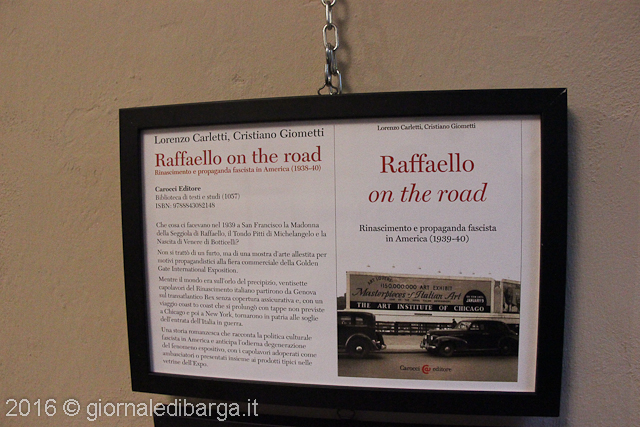 Lorenzo Carletti, Cristiano Giometti
Raffaello on the road
Rinascimento e propaganda fascista in America (1938-40)
Carocci Editore
Biblioteca di testi e studi (1057)
ISBN: 9788843082148
Che cosa ci facevano nel 1939 a San Francisco la Madonna
della Seggiola di Raffaello, il Tondo Pitti di Michelangelo e la
Nascita di Venere di Botticelli?
Non si trattò di un furto, ma di una mostra d'arte allestita per
motivi propagandistici alla fiera commerciale della Golden
Gate International Exposition.
Mentre il mondo era sull'orlo del precipizio, ventisette
capolavori del Rinascimento italiano partirono da Genova
sul transatlantico Rex senza copertura assicurativa e, con un
viaggio coast to coast che si prolungò con tappe non previste
a Chicago e poi a New York, tornarono in patria alle soglie
dell'entrata dell'Italia in guerra.
Una storia romanzesca che racconta la politica culturale
fascista in America e anticipa l'odierna degenerazione
del fenomeno espositivo, con i capolavori adoperati come
ambasciatori o presentati insieme ai prodotti tipici nelle
vetrine dell'Expo.
Lorenzo Carletti, Cristiano Giometti
Raffaello
on the road
Rinascimento e propaganda fascista
in America (1939-40)
ART LOVERS
$50,000,000 ART EXHIBIT
Masterpieces of Italian Art
JANUARY
THE ART INSTITUTE OF CHICAGO
Carocci editore
2016 © giornaledibarga.it